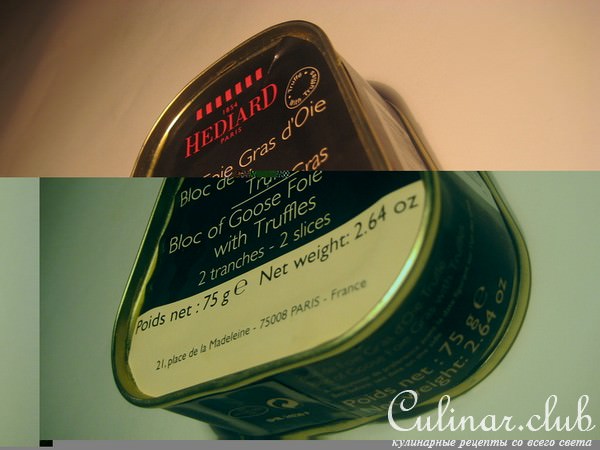 1854
HEDIARD
PARIS
Truffe
Foie Gras d'Oie
Bloc de Gras
Bloc of Goose Foie
with Truffles
2 tranches - 2 slices
Poids net : 75 g e Net weight: 2.64 oz
21, place de la Madeleine - 75008 PARIS - France
Poids net : 75 g e
Net Weight: 2.64 oz
Culinar.club
кулинарные рецепты со всего света